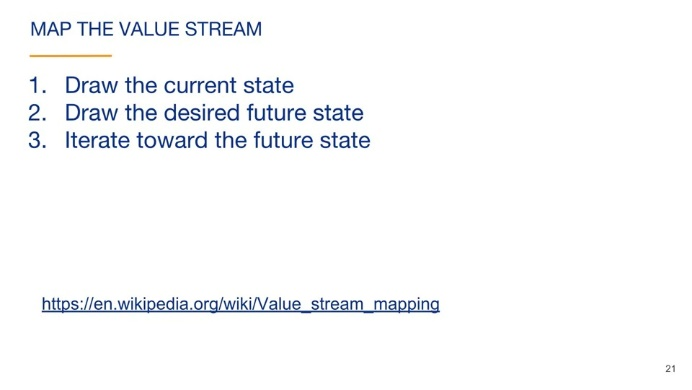 MAP THE VALUE STREAM
1. Draw the current state
2. Draw the desired future state
3. Iterate toward the future state
https://en.wikipedia.org/wiki/Value_stream_mapping
21